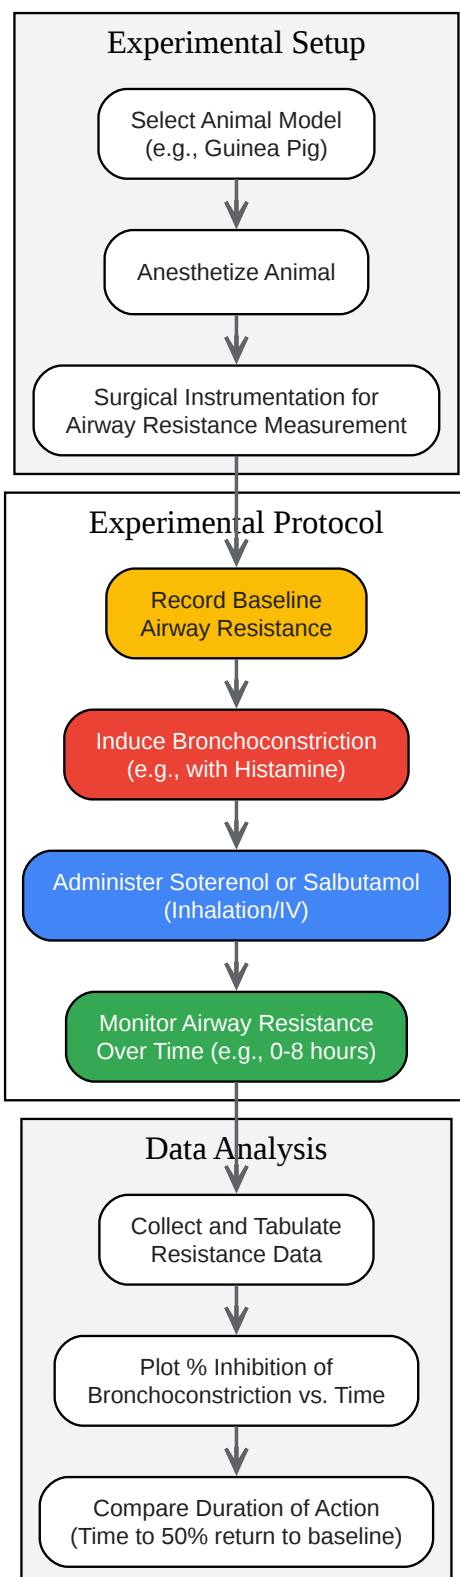 Experimental Setup
Select Animal Model
(e.g., Guinea Pig)
Anesthetize Animal
Surgical Instrumentation for
Airway Resistance Measurement
Experimental Protocol
Record Baseline
Airway Resistance
Induce Bronchoconstriction
(e.g., with Histamine)
Administer Soterenol or Salbutamol
(Inhalation/IV)
Monitor Airway Resistance
Over Time (e.g., 0-8 hours)
Data Analysis
Collect and Tabulate
Resistance Data
Plot % Inhibition of
Bronchoconstriction vs. Time
Compare Duration of Action
(Time to 50% return to baseline)